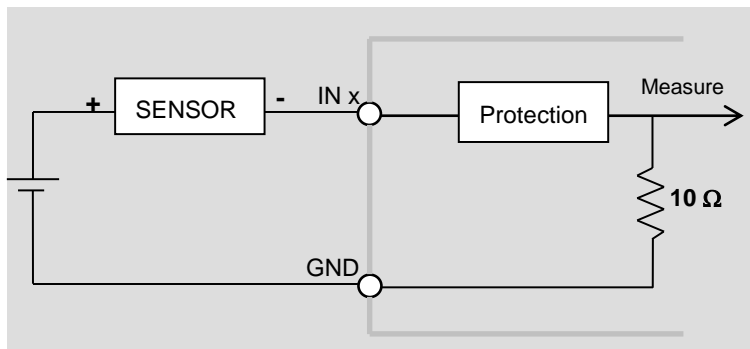 Measure
+
SENSOR
-
IN x
Protection
10 Ω
GND